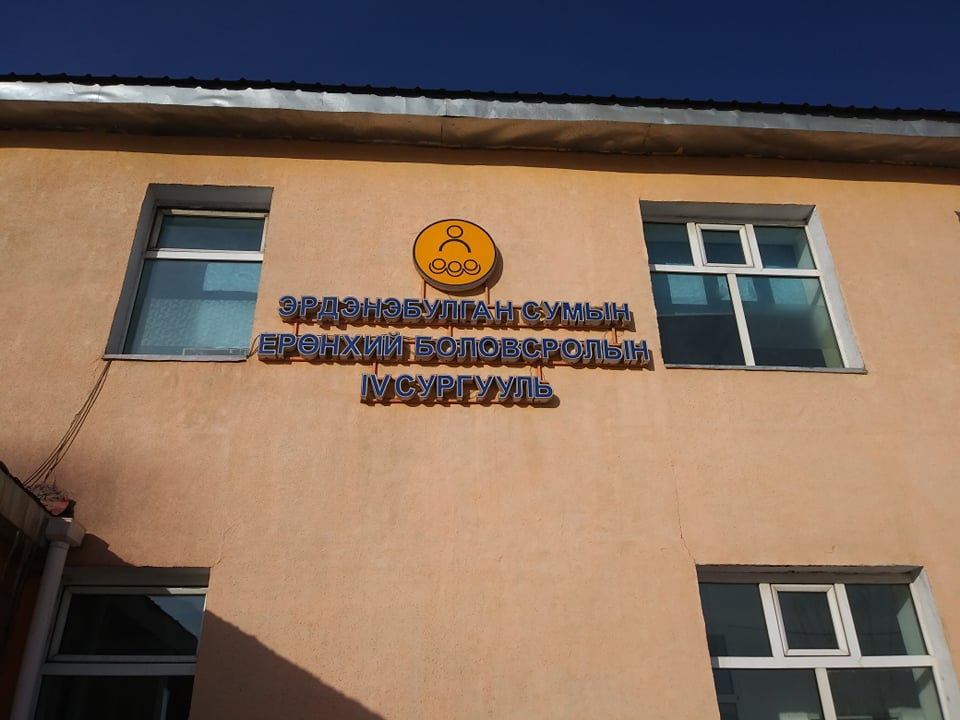 ЭРДЭНЭБУЛГАН СУМЫН
ЕРӨНХИЙ БОЛОВСРОЛЫН
IV СУРГУУЛЬ